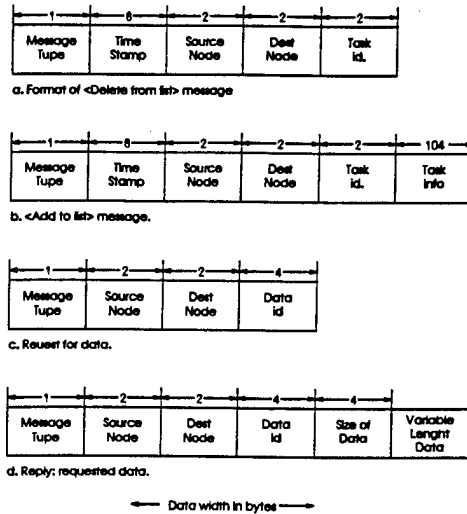 1 8 2 2 2
Message Tupe Time Stamp Source Node Dest Node Task id.
a. Format of <Delete from list> message
1 8 2 2 2 104
Message Tupe Time Stamp Source Node Dest Node Task id. Task info
b. <Add to list> message.
1 2 2 4
Message Tupe Source Node Dest Node Data id
c. Reuest for data.
1 2 2 4 4
Message Tupe Source Node Dest Node Data id Size of Data Variable Lenght Data
d. Reply: requested data.
Data width in bytes